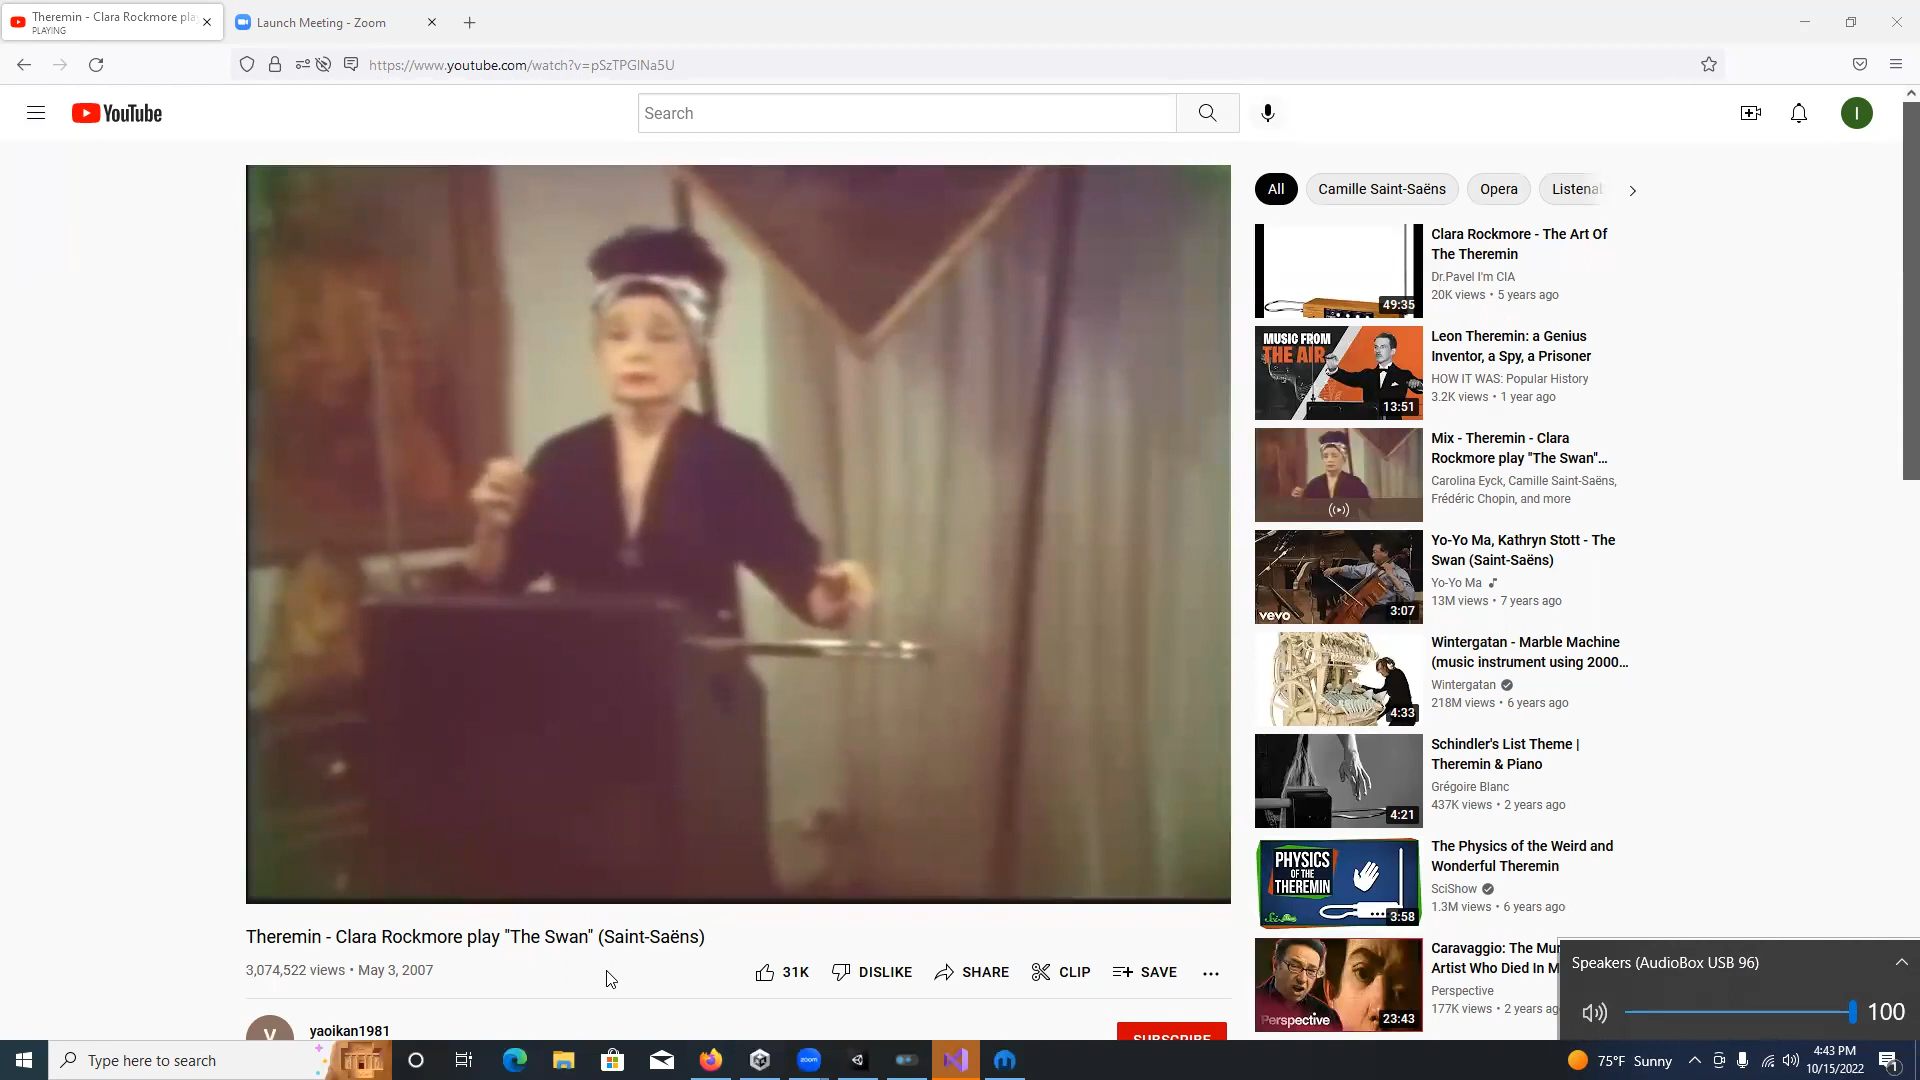 Theremin - Clara Rockmore pla
PLAYING
Launch Meeting - Zoom
https://www.youtube.com/watch?v=pSzTPGlNa5U
YouTube
Search
I
All
Camille Saint-Saëns
Opera
Listena
Clara Rockmore - The Art Of
The Theremin
Dr.Pavel I'm CIA
20K views • 5 years ago
49:35
MUSIC FROM
THE AIR
13:51
Leon Theremin: a Genius
Inventor, a Spy, a Prisoner
HOW IT WAS: Popular History
3.2K views • 1 year ago
Mix - Theremin - Clara
Rockmore play "The Swan"...
Carolina Eyck, Camille Saint-Saëns,
Frédéric Chopin, and more
vevo
3:07
Yo-Yo Ma, Kathryn Stott - The
Swan (Saint-Saëns)
Yo-Yo Ma
13M views • 7 years ago
4:33
Wintergatan - Marble Machine
(music instrument using 2000...
Wintergatan
218M views • 6 years ago
4:21
Schindler's List Theme |
Theremin & Piano
Grégoire Blanc
437K views • 2 years ago
PHYSICS
OF THE
THEREMIN
3:58
The Physics of the Weird and
Wonderful Theremin
SciShow
1.3M views • 6 years ago
Perspective
23:43
Caravaggio: The Mur
Artist Who Died In M
Perspective
177K views • 2 years ago
Theremin - Clara Rockmore play "The Swan" (Saint-Saëns)
3,074,522 views • May 3, 2007
31K
DISLIKE
SHARE
CLIP
SAVE
yaoikan1981
SUBSCRIBE
Speakers (AudioBox USB 96)
100
Type here to search
zoom
75°F Sunny
4:43 PM
10/15/2022
1